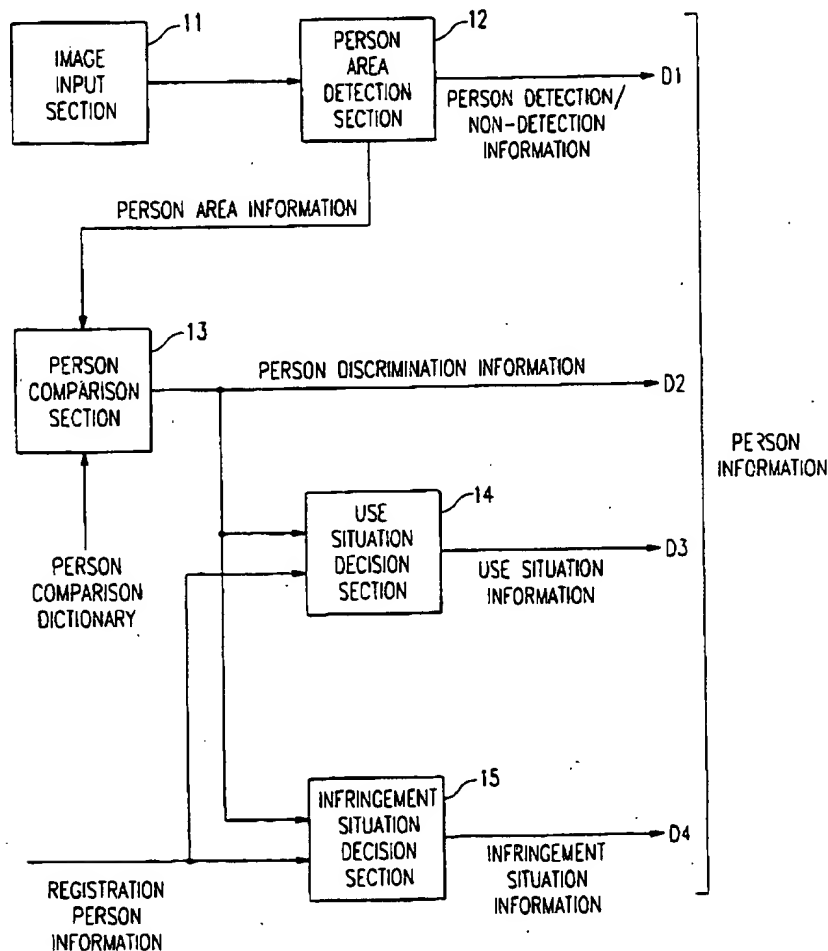 11
IMAGE
INPUT
SECTION
12
PERSON
AREA
DETECTION
SECTION
D1
PERSON DETECTION/
NON-DETECTION
INFORMATION
PERSON AREA INFORMATION
13
PERSON
COMPARISON
SECTION
PERSON DISCRIMINATION INFORMATION
D2
PERSON
INFORMATION
14
USE
SITUATION
DECISION
SECTION
D3
USE SITUATION
INFORMATION
PERSON
COMPARISON
DICTIONARY
15
INFRINGEMENT
SITUATION
DECISION
SECTION
D4
INFRINGEMENT
SITUATION
INFORMATION
REGISTRATION
PERSON
INFORMATION